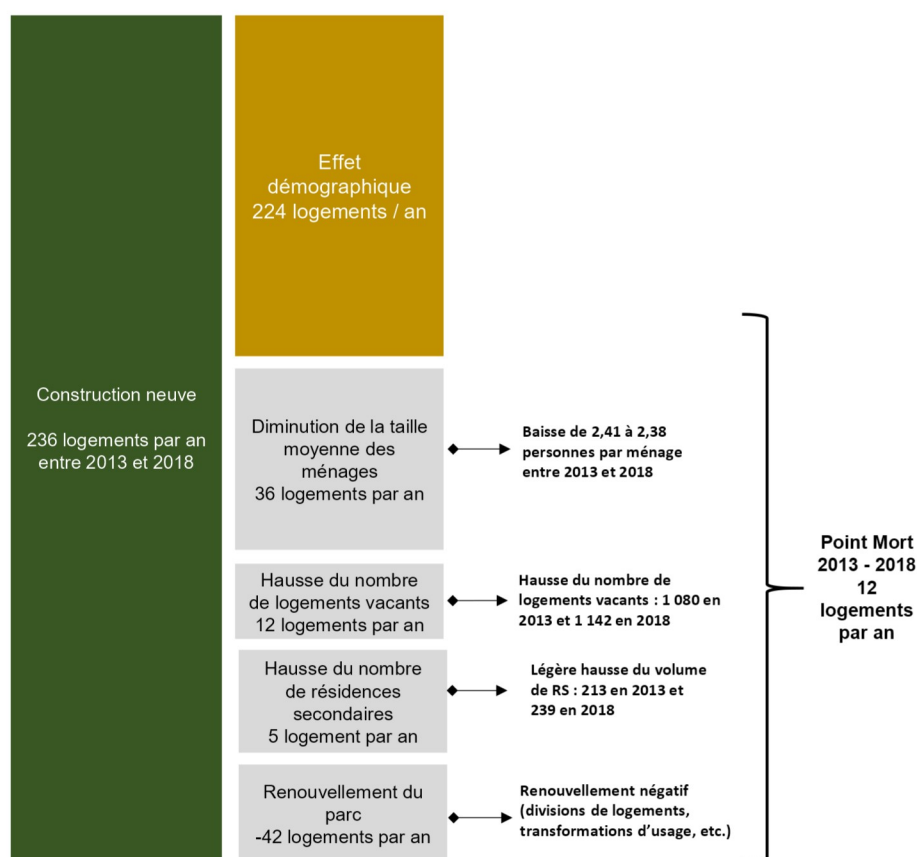 Construction neuve
236 logements par an
entre 2013 et 2018
Effet
démographique
224 logements / an
Diminution de la taille
moyenne des
ménages
36 logements par an
Baisse de 2,41 à 2,38
personnes par ménage
entre 2013 et 2018
Hausse du nombre
de logements vacants
12 logements par an
Hausse du nombre de
logements vacants : 1 080 en
2013 et 1 142 en 2018
Hausse du nombre
de résidences
secondaires
5 logement par an
Légère hausse du volume
de RS : 213 en 2013 et
239 en 2018
Renouvellement du
parc
-42 logements par an
Renouvellement négatif
(divisions de logements,
transformations d'usage, etc.)
Point Mort
2013 - 2018
12
logements
par an